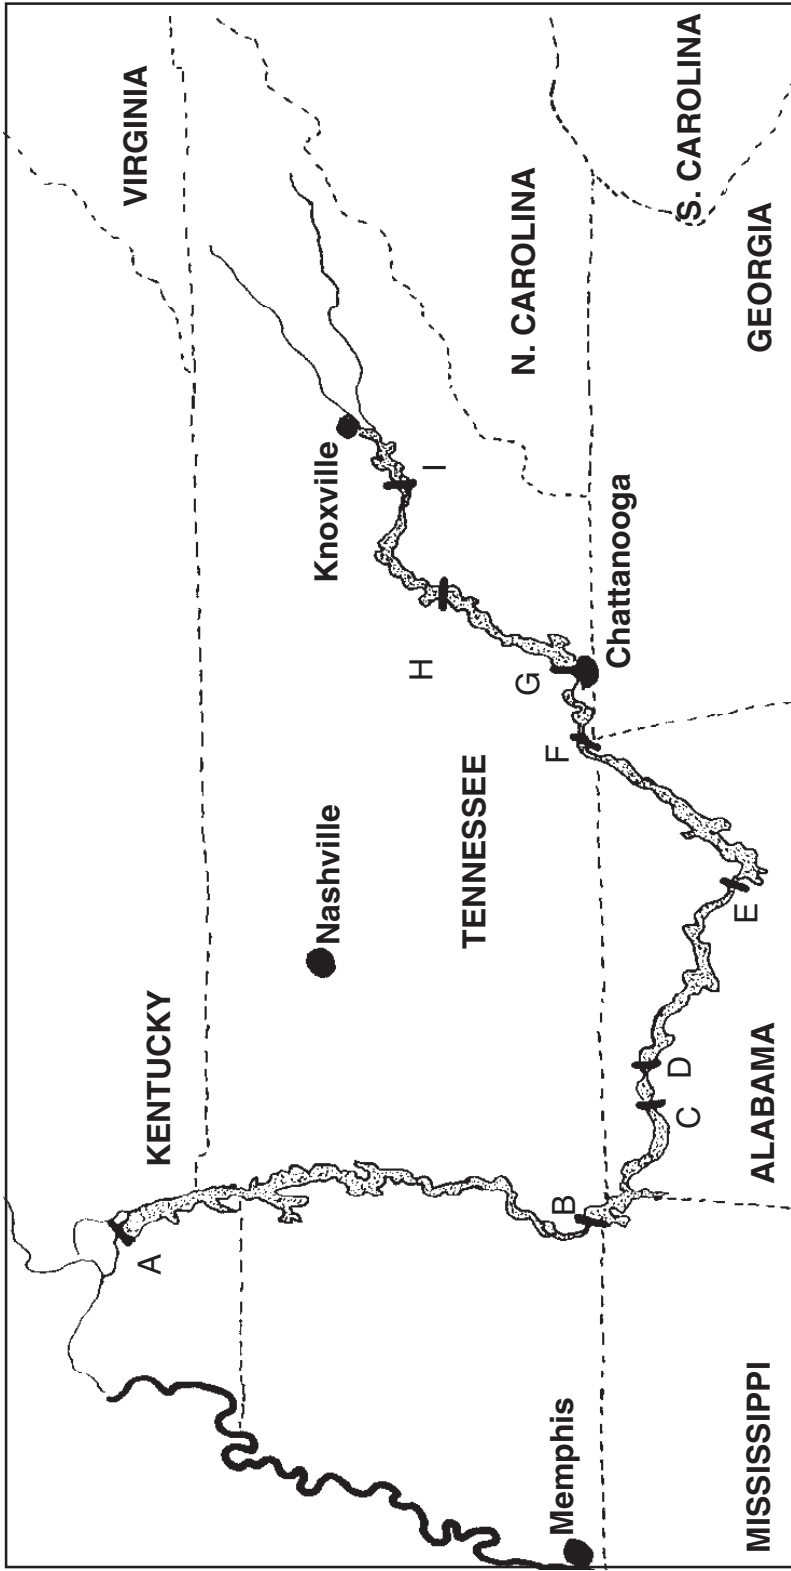 KENTUCKY
VIRGINIA
A
Nashville
Knoxville
I
H
TENNESSEE
N. CAROLINA
Memphis
B
F
G
Chattanooga
C
D
S. CAROLINA
E
MISSISSIPPI
ALABAMA
GEORGIA